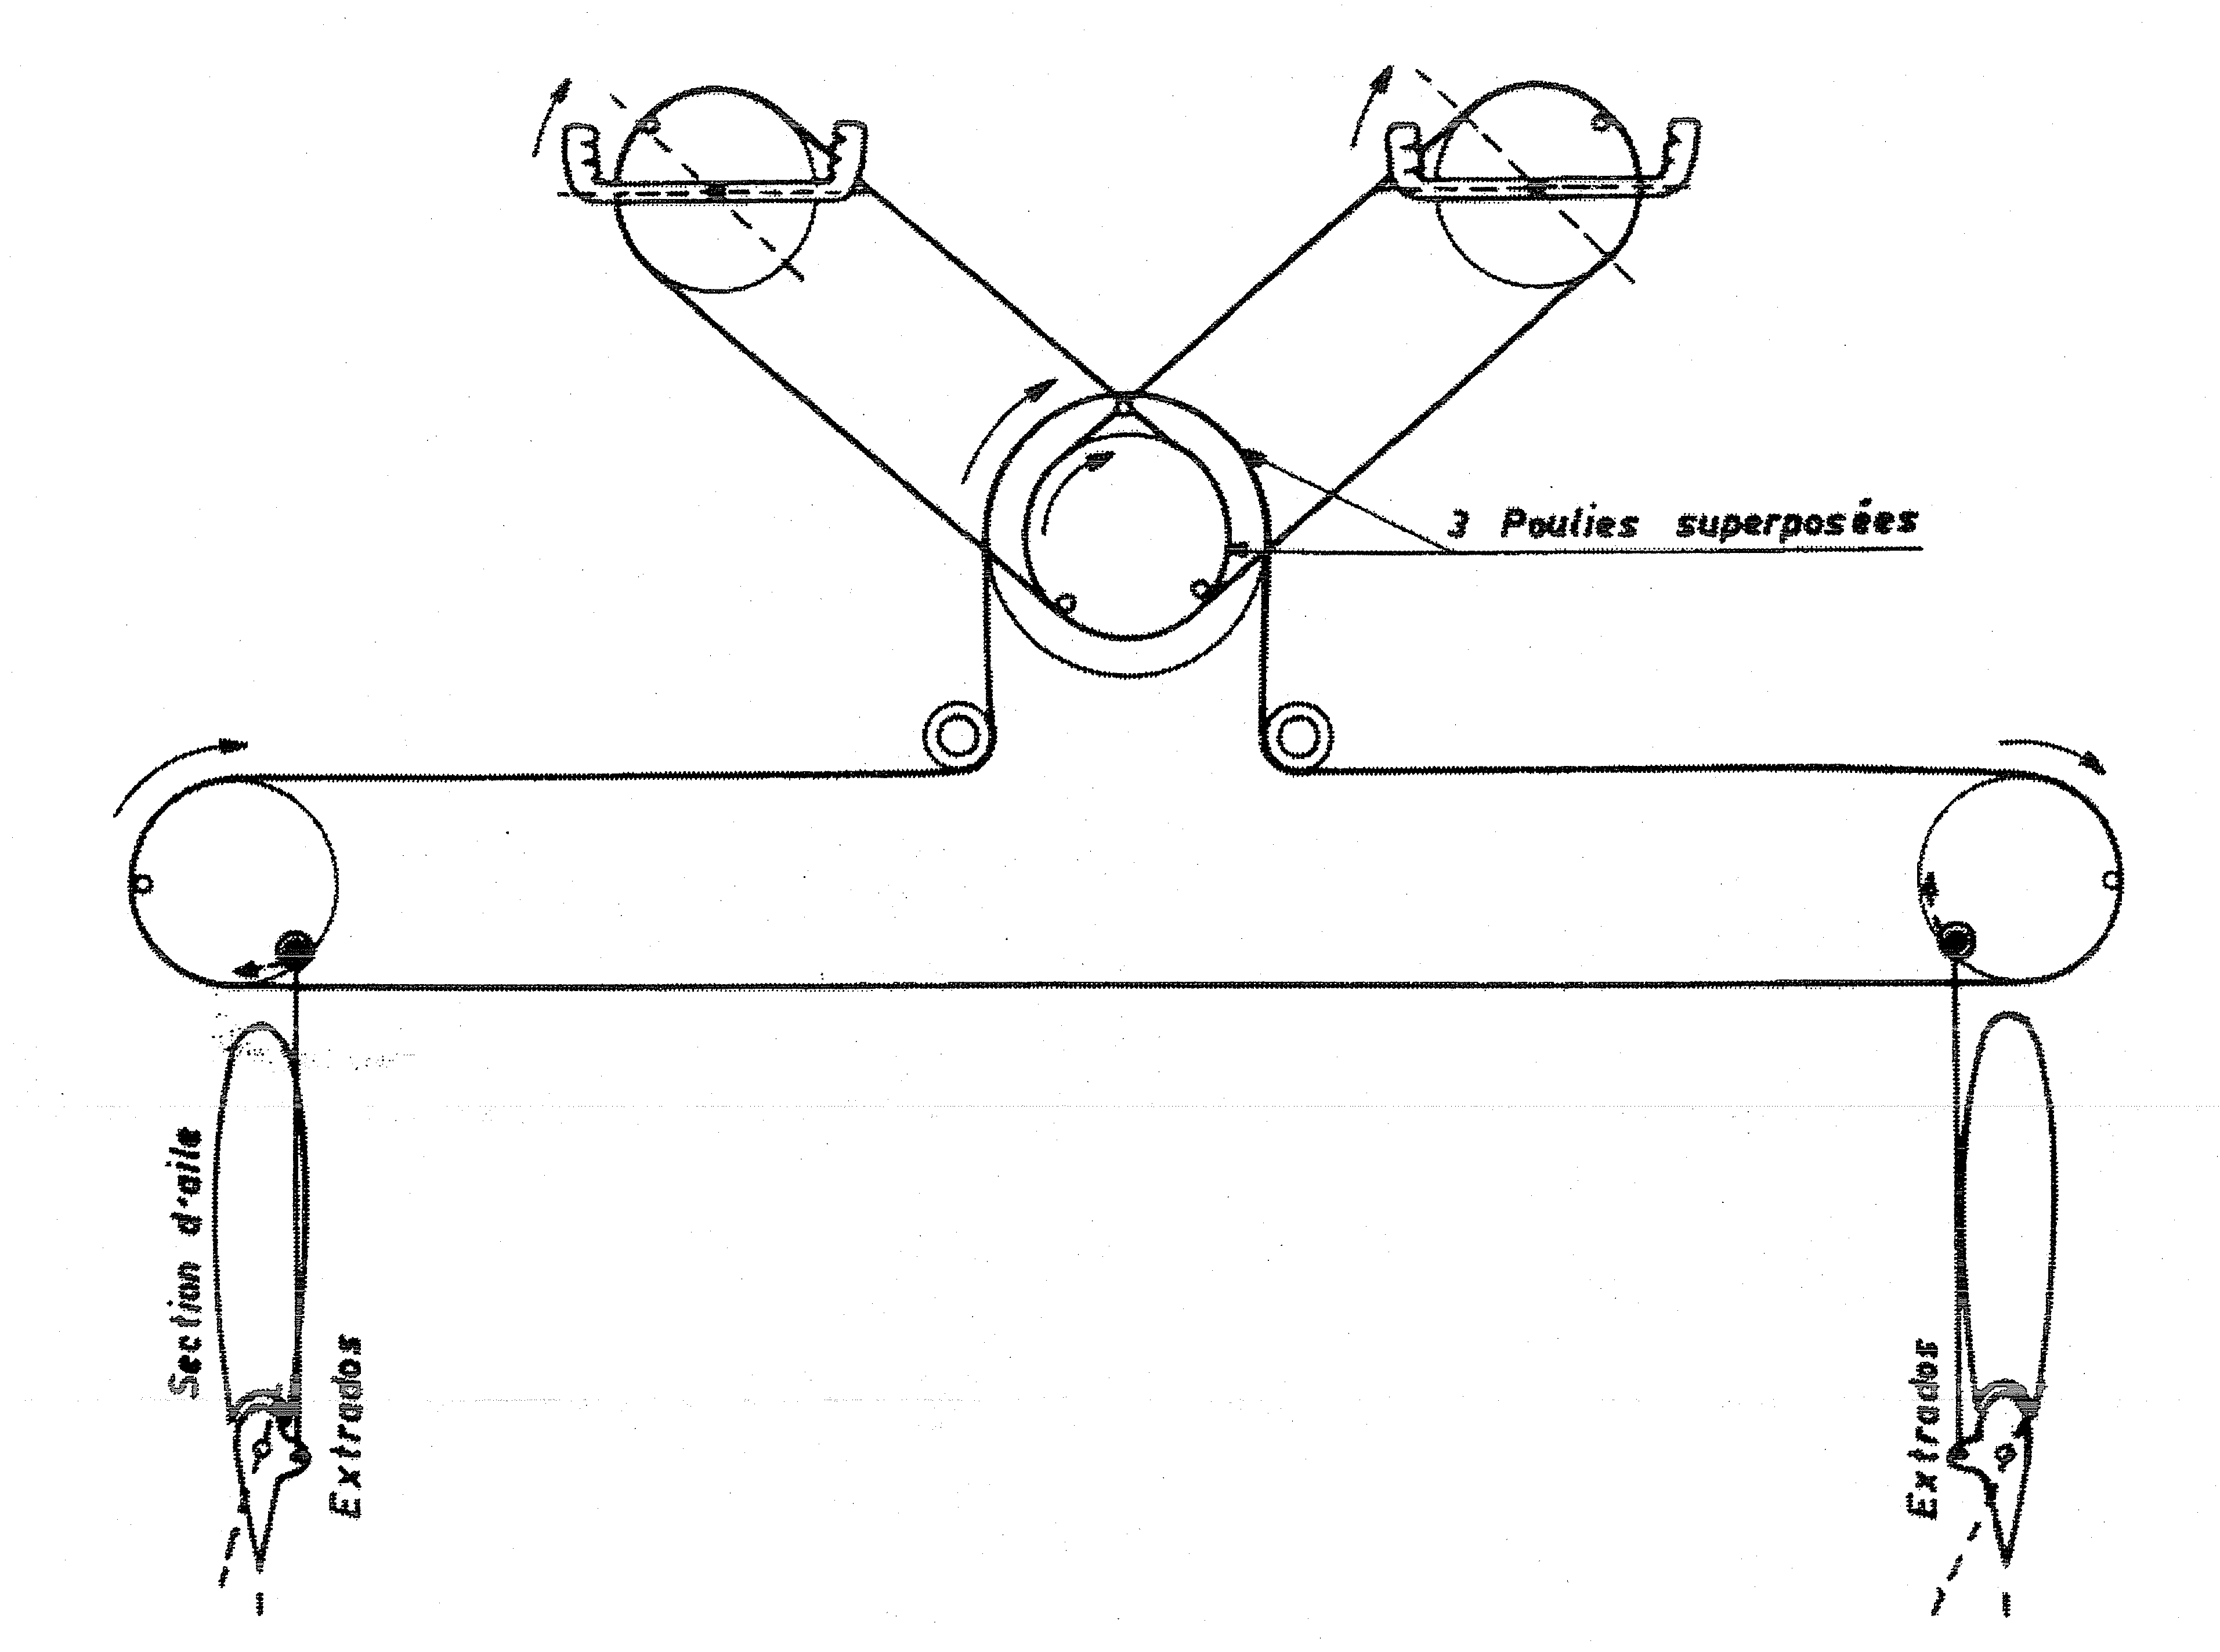 3 Poulies superposées
Section d'aile
Extrados
Extrados